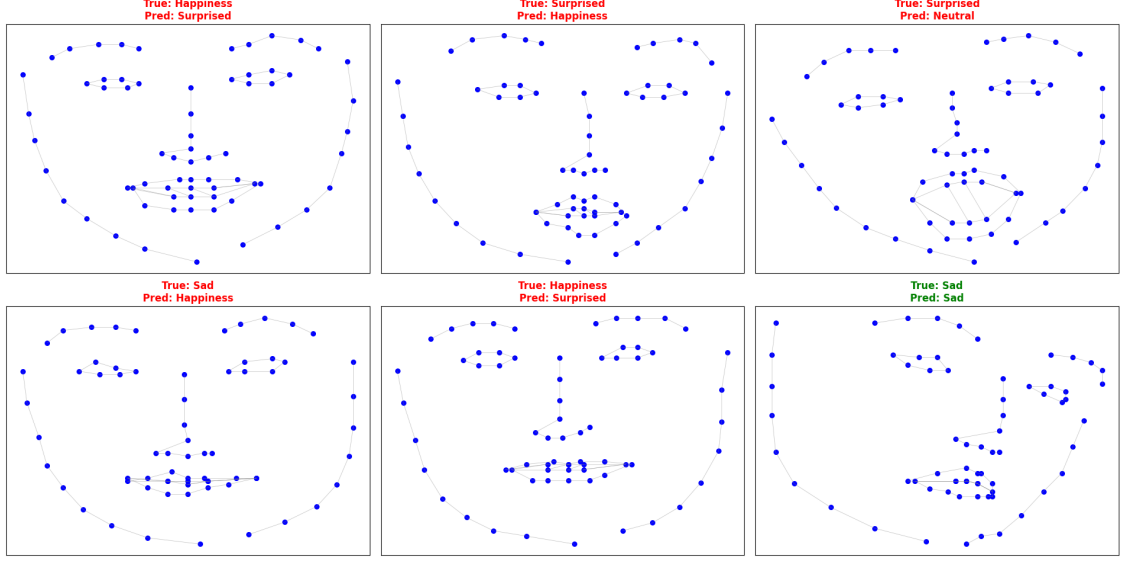 True: Happiness
Pred: Surprised
True: Surprised
Pred: Happiness
True: Surprised
Pred: Neutral
True: Sad
Pred: Happiness
True: Happiness
Pred: Surprised
True: Sad
Pred: Sad